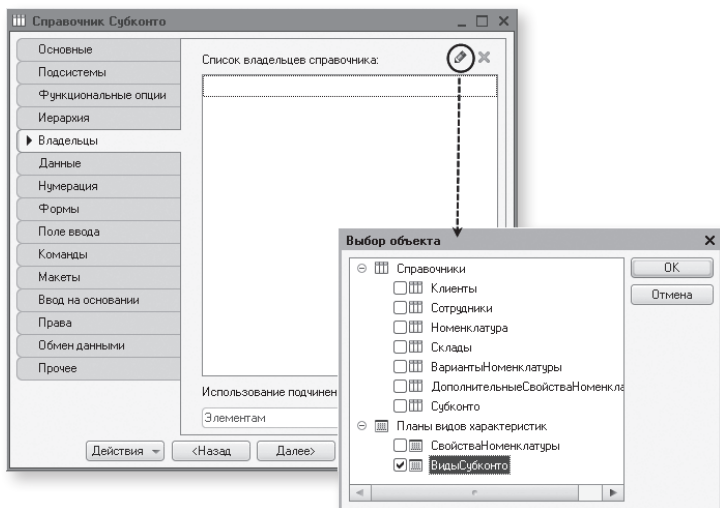 Справочник Субконто
Основные
Подсистемы
Функциональные опции
Иерархия
Владельцы
Данные
Нумерация
Формы
Поле ввода
Команды
Макеты
Ввод на основании
Права
Обмен данными
Прочее
Список владельцев справочника:
Использование подчинен
Элементам
Действия
<Назад
Далее>
Выбор объекта
Справочники
Клиенты
Сотрудники
Номенклатура
Склады
ВариантыНоменклатуры
ДополнительныеСвойстваНоменкла
Субконто
Планы видов характеристик
СвойстваНоменклатуры
ВидыСубконто
OK
Отмена